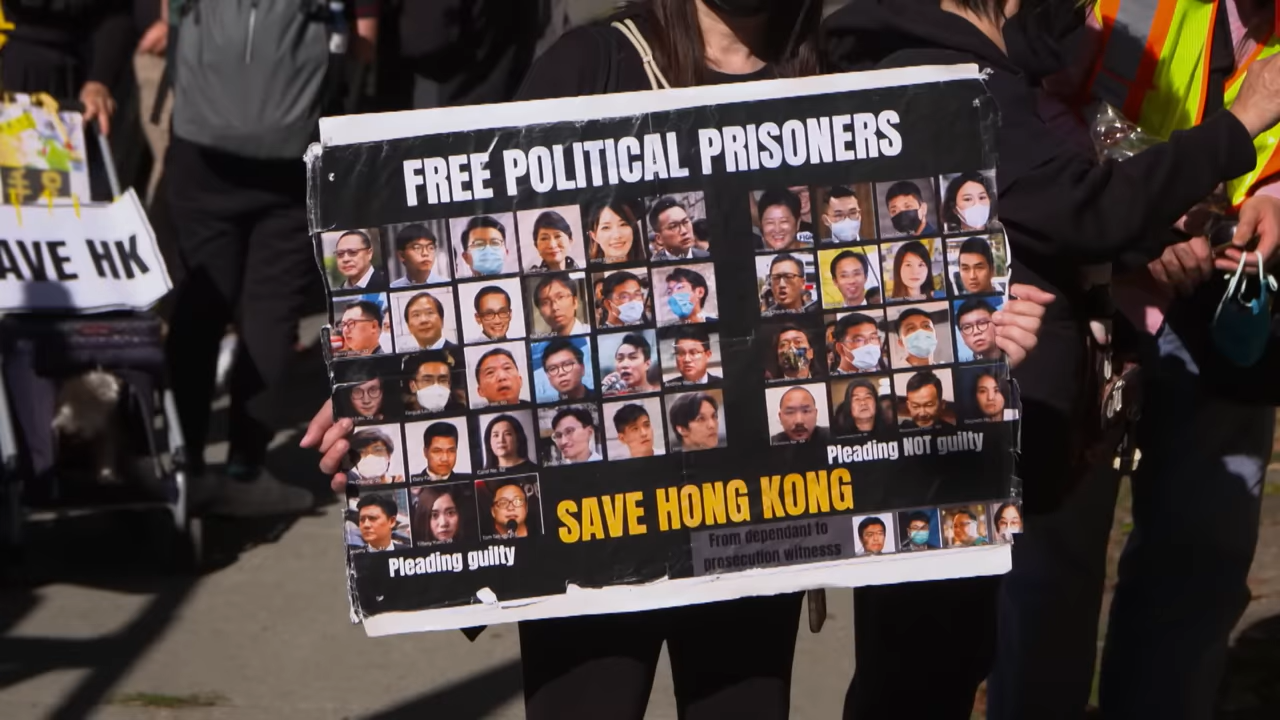 FREE POLITICAL PRISONERS
AVE HK
Pleading NOT guilty
SAVE HONG KONG
From dependant to
prosecution witnesss
Pleading guilty